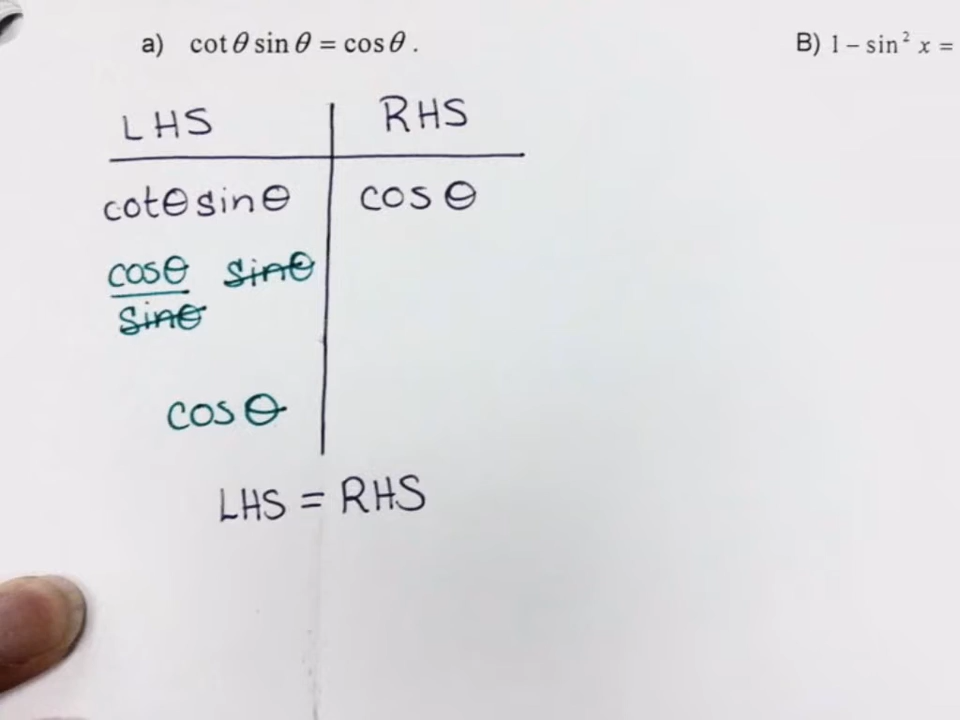 a) cot θ sin θ = cos θ .
B) 1 − sin² x =
LHS
RHS
cotθ sinθ
cos θ
cosθ sinθ
sinθ
cos θ
LHS = RHS